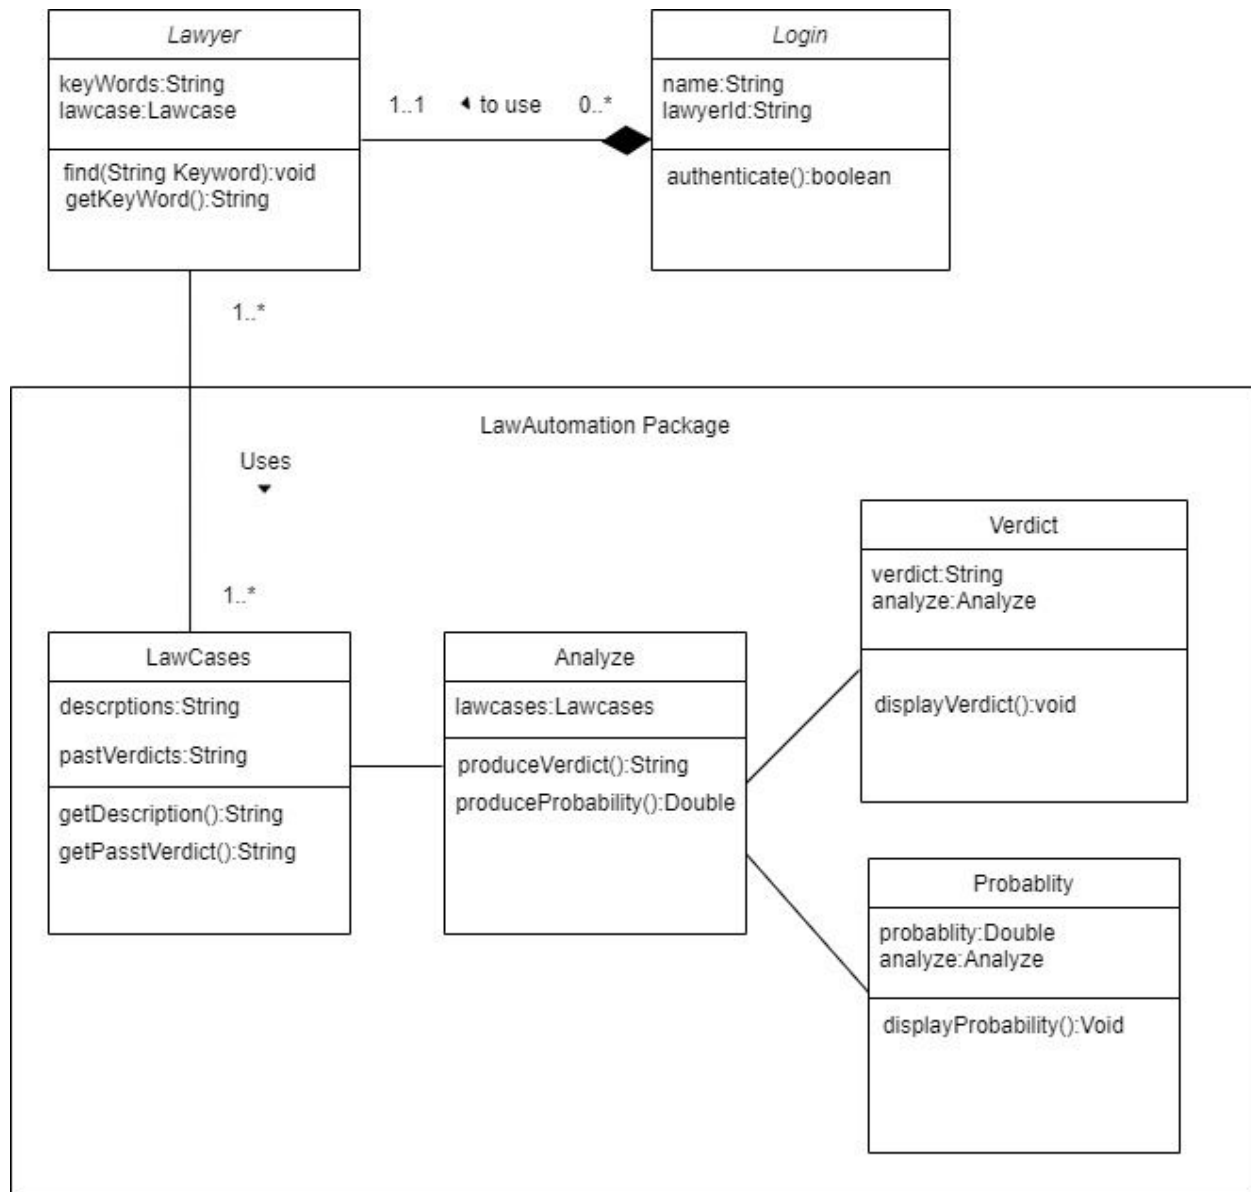 Lawyer
keyWords:String
lawcase:Lawcase
find(String Keyword):void
getKeyWord():String
1..1
to use
0..*
Login
name:String
lawyerId:String
authenticate():boolean
1..*
LawAutomation Package
Uses
1..*
LawCases
descrptions:String
pastVerdicts:String
getDescription():String
getPasstVerdict():String
Analyze
lawcases:Lawcases
produceVerdict():String
produceProbability():Double
Verdict
verdict:String
analyze:Analyze
displayVerdict():void
Probablity
probablity:Double
analyze:Analyze
displayProbability():Void